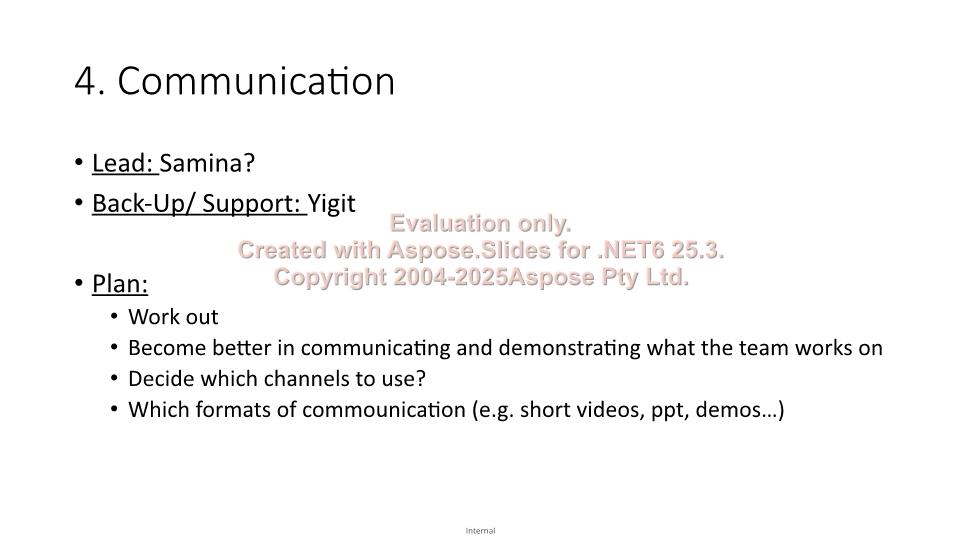 4. Communication
• Lead: Samina?
• Back-Up/ Support: Yigit
Evaluation only.
Created with Aspose.Slides for .NET6 25.3.
Copyright 2004-2025Aspose Pty Ltd.
• Plan:
• Work out
• Become better in communicating and demonstrating what the team works on
• Decide which channels to use?
• Which formats of commounication (e.g. short videos, ppt, demos…)
Internal